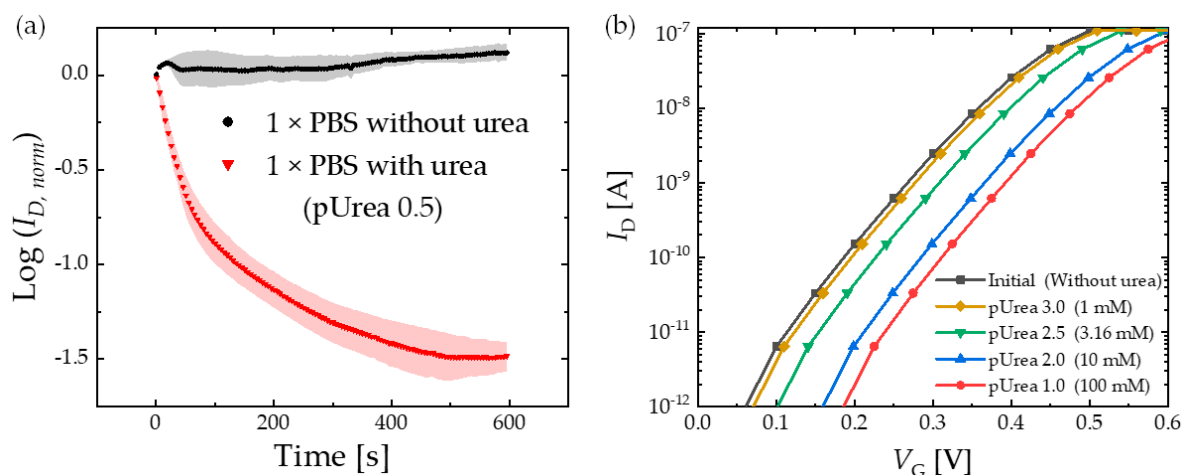 (a)
0.0
-0.5
-1.0
-1.5
Log (I_D, norm)
1 × PBS without urea
1 × PBS with urea
(pUrea 0.5)
0
200
400
600
Time [s]
(b)
10⁻⁷
10⁻⁸
10⁻⁹
10⁻¹⁰
10⁻¹¹
10⁻¹²
I_D [A]
Initial (Without urea)
pUrea 3.0 (1 mM)
pUrea 2.5 (3.16 mM)
pUrea 2.0 (10 mM)
pUrea 1.0 (100 mM)
0.0
0.1
0.2
0.3
0.4
0.5
0.6
V_G [V]